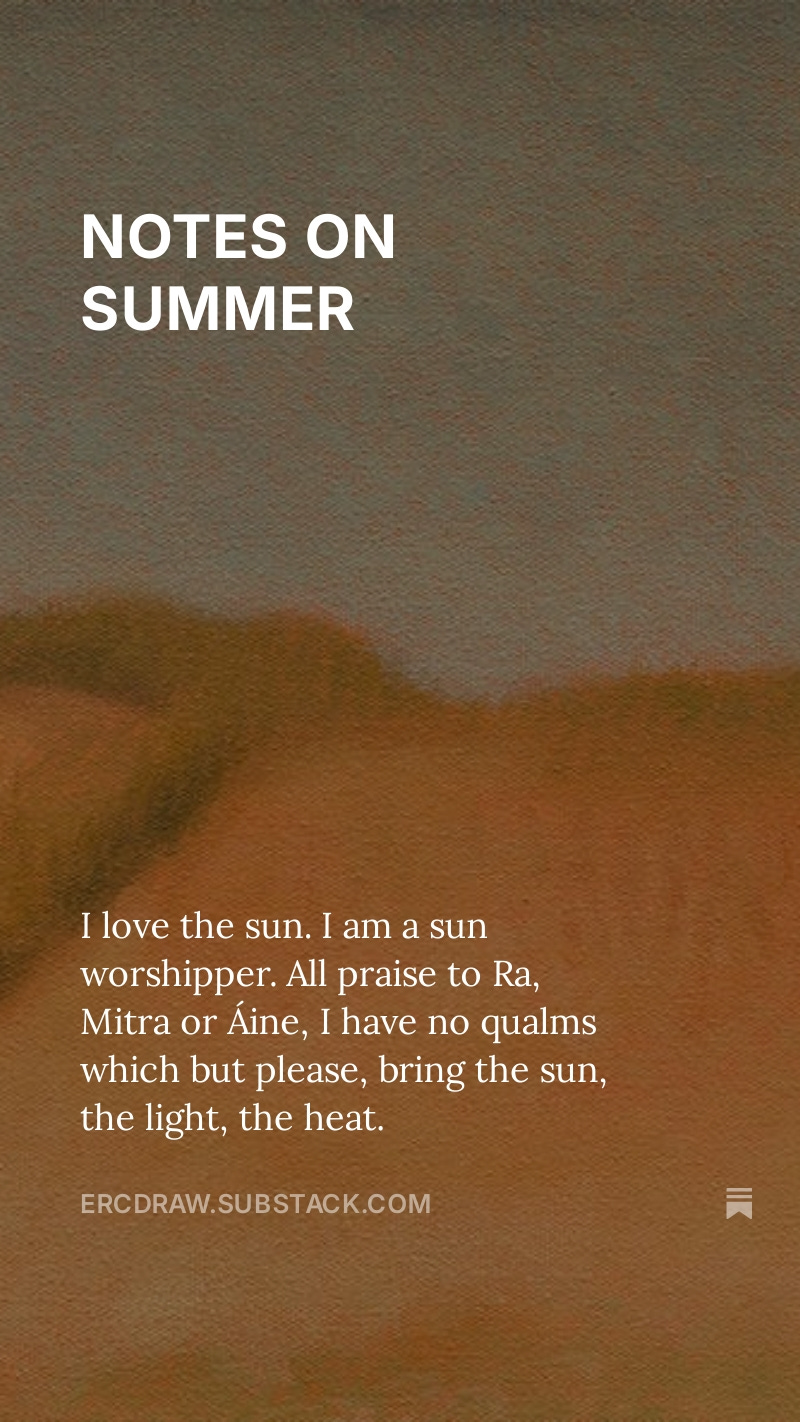 NOTES ON
SUMMER
I love the sun. I am a sun
worshipper. All praise to Ra,
Mitra or Áine, I have no qualms
which but please, bring the sun,
the light, the heat.
ERCDRAW.SUBSTACK.COM